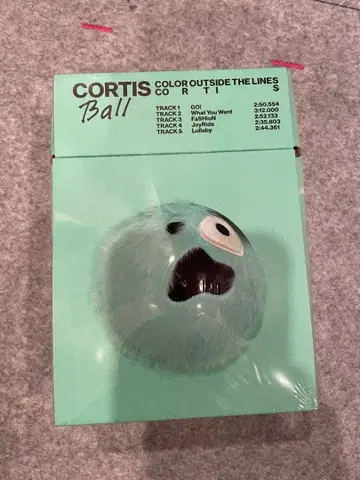 CORTIS COLOR OUTSIDE THE LINES
CO R T I S
Ball
TRACK 1 GO! 2:50.554
TRACK 2 What You Want 3:12.000
TRACK 3 FaSHioN 2:52.133
TRACK 4 JoyRide 2:35.803
TRACK 5 Lullaby 2:44.361